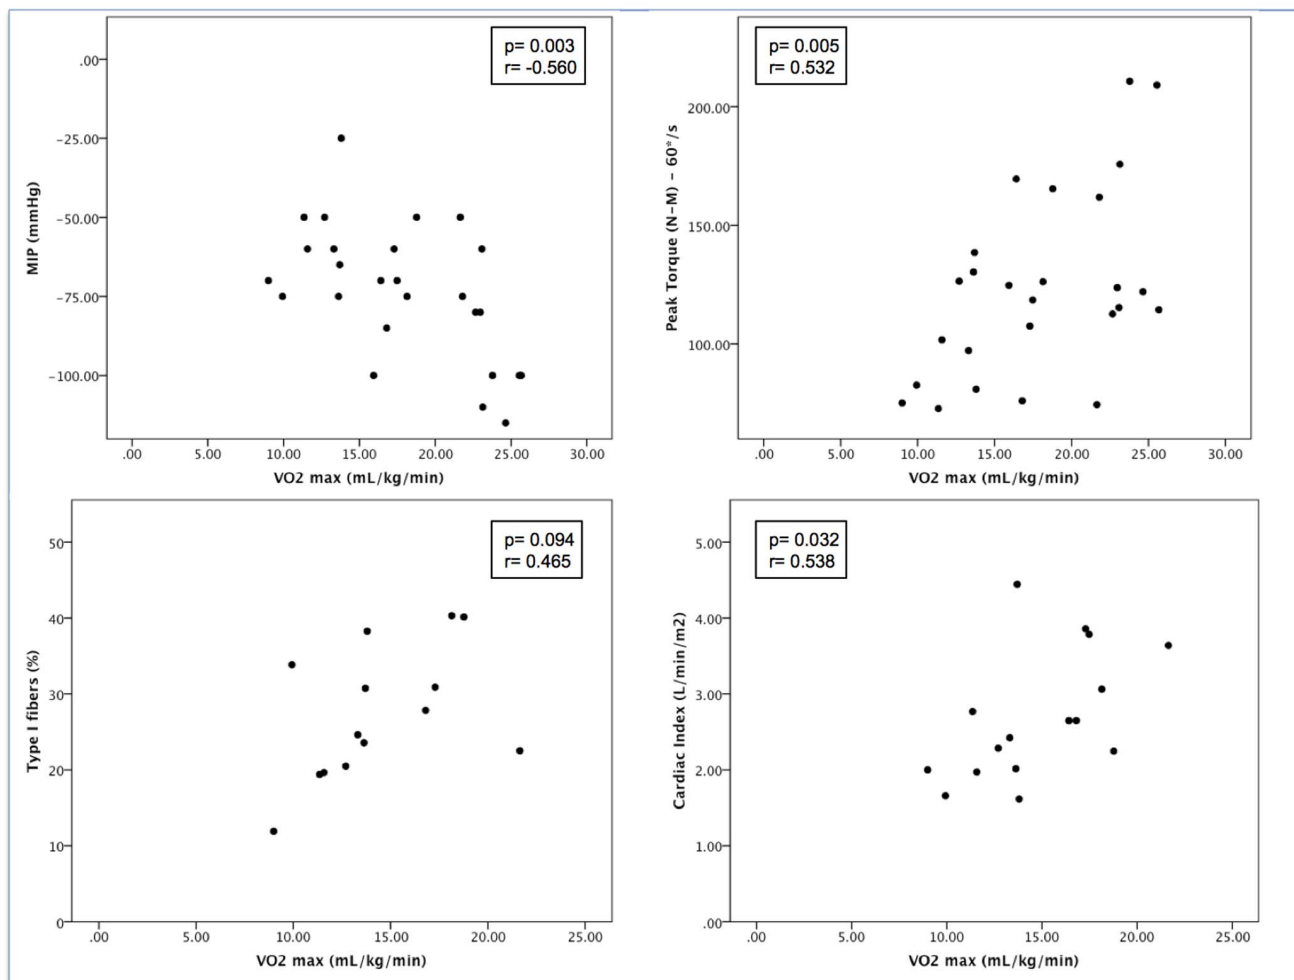 p= 0.003
r= -0.560
.00
−25.00
−50.00
−75.00
−100.00
MIP (mmHg)
.00 5.00 10.00 15.00 20.00 25.00 30.00
VO2 max (mL/kg/min)
p= 0.005
r= 0.532
200.00
150.00
100.00
Peak Torque (N−M) − 60*/s
.00 5.00 10.00 15.00 20.00 25.00 30.00
VO2 max (mL/kg/min)
p= 0.094
r= 0.465
50
40
30
20
10
0
Type I fibers (%)
.00 5.00 10.00 15.00 20.00 25.00
VO2 max (mL/kg/min)
p= 0.032
r= 0.538
5.00
4.00
3.00
2.00
1.00
.00
Cardiac Index (L/min/m2)
.00 5.00 10.00 15.00 20.00 25.00
VO2 max (mL/kg/min)